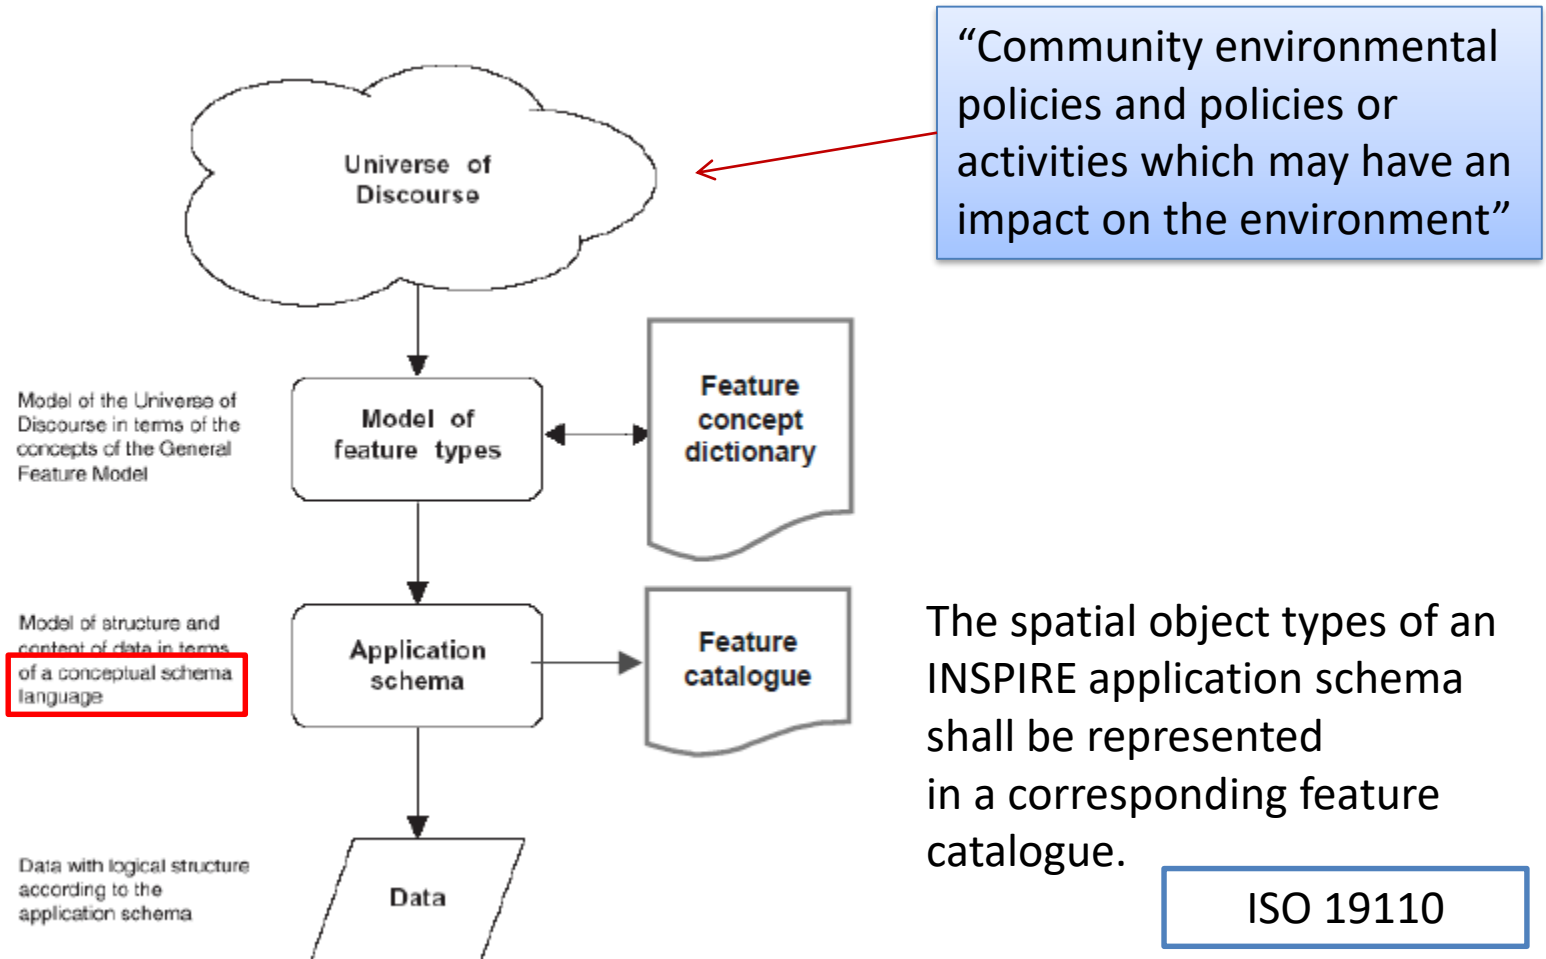 “Community environmental
policies and policies or
activities which may have an
impact on the environment”
Universe of
Discourse
Model of the Universe of
Discourse in terms of the
concepts of the General
Feature Model
Model of
feature types
Feature
concept
dictionary
Model of structure and
content of data in terms
of a conceptual schema
language
Application
schema
Feature
catalogue
The spatial object types of an
INSPIRE application schema
shall be represented
in a corresponding feature
catalogue.
Data with logical structure
according to the
application schema
Data
ISO 19110